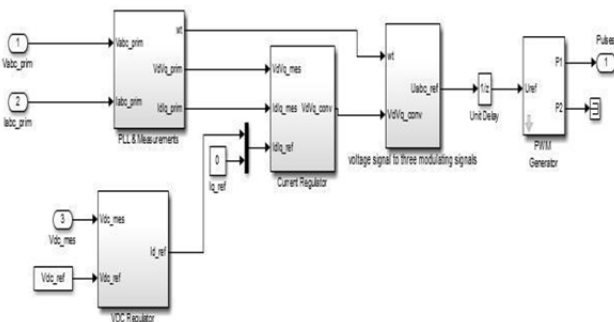 1
Vabc_prim
2
Iabc_prim
Vabc_prim
Iabc_prim
wt
VdVq_prim
IdIq_prim
PLL & Measurements
VdVq_mes
IdIq_mes
IdIq_ref
VdVq_conv
Current Regulator
0
Iq_ref
wt
VdVq_conv
Uabc_ref
voltage signal to three modulating signals
1/z
Unit Delay
Uref
P1
P2
PWM
Generator
Pulses
1
3
Vdc_mes
Vdc_ref
Vdc_mes
Vdc_ref
Id_ref
VDC Regulator